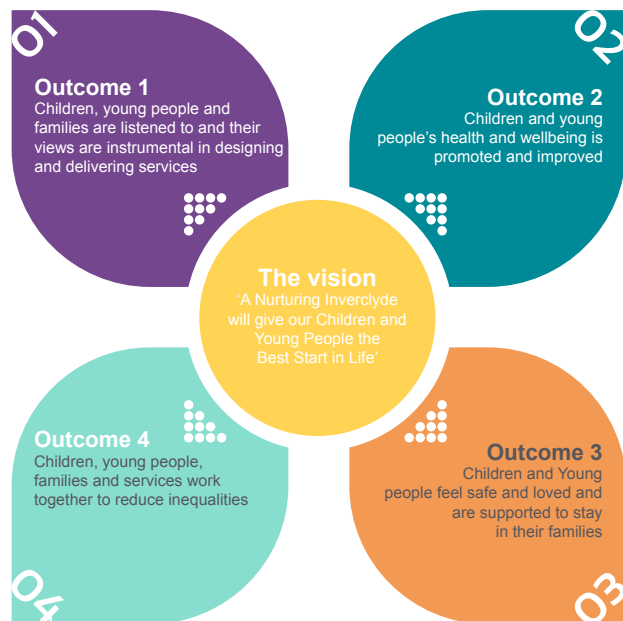 01
Outcome 1
Children, young people and
families are listened to and their
views are instrumental in designing
and delivering services
02
Outcome 2
Children and young
people's health and wellbeing is
promoted and improved
The vision
'A Nurturing Inverclyde
will give our Children and
Young People the
Best Start in Life'
Outcome 4
Children, young people,
families and services work
together to reduce inequalities
04
Outcome 3
Children and Young
people feel safe and loved and
are supported to stay
in their families
03